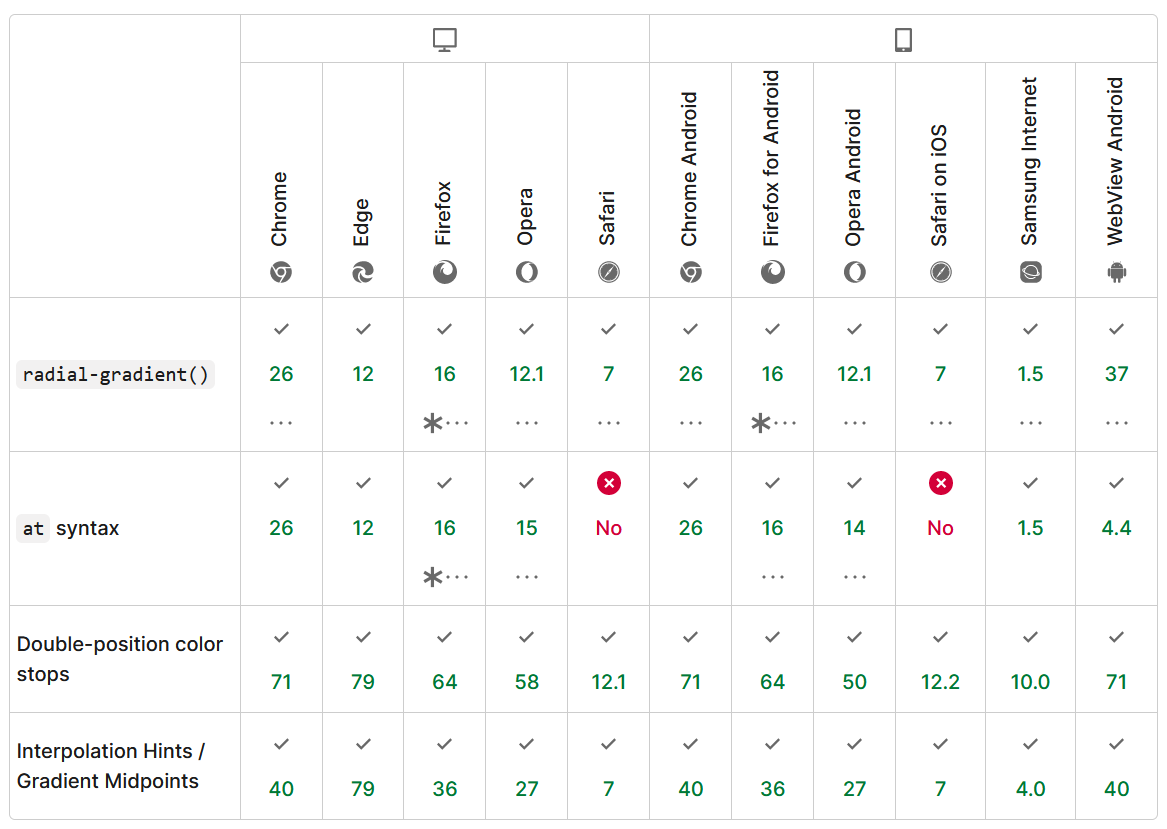 Chrome
Edge
Firefox
Opera
Safari
Chrome Android
Firefox for Android
Opera Android
Safari on iOS
Samsung Internet
WebView Android
radial-gradient()
26 12 16 12.1 7 26 16 12.1 7 1.5 37
... *... ... ... ... *... ... ... ... ...
at syntax
26 12 16 15 No 26 16 14 No 1.5 4.4
*... ... ... ...
Double-position color
stops
71 79 64 58 12.1 71 64 50 12.2 10.0 71
Interpolation Hints /
Gradient Midpoints
40 79 36 27 7 40 36 27 7 4.0 40